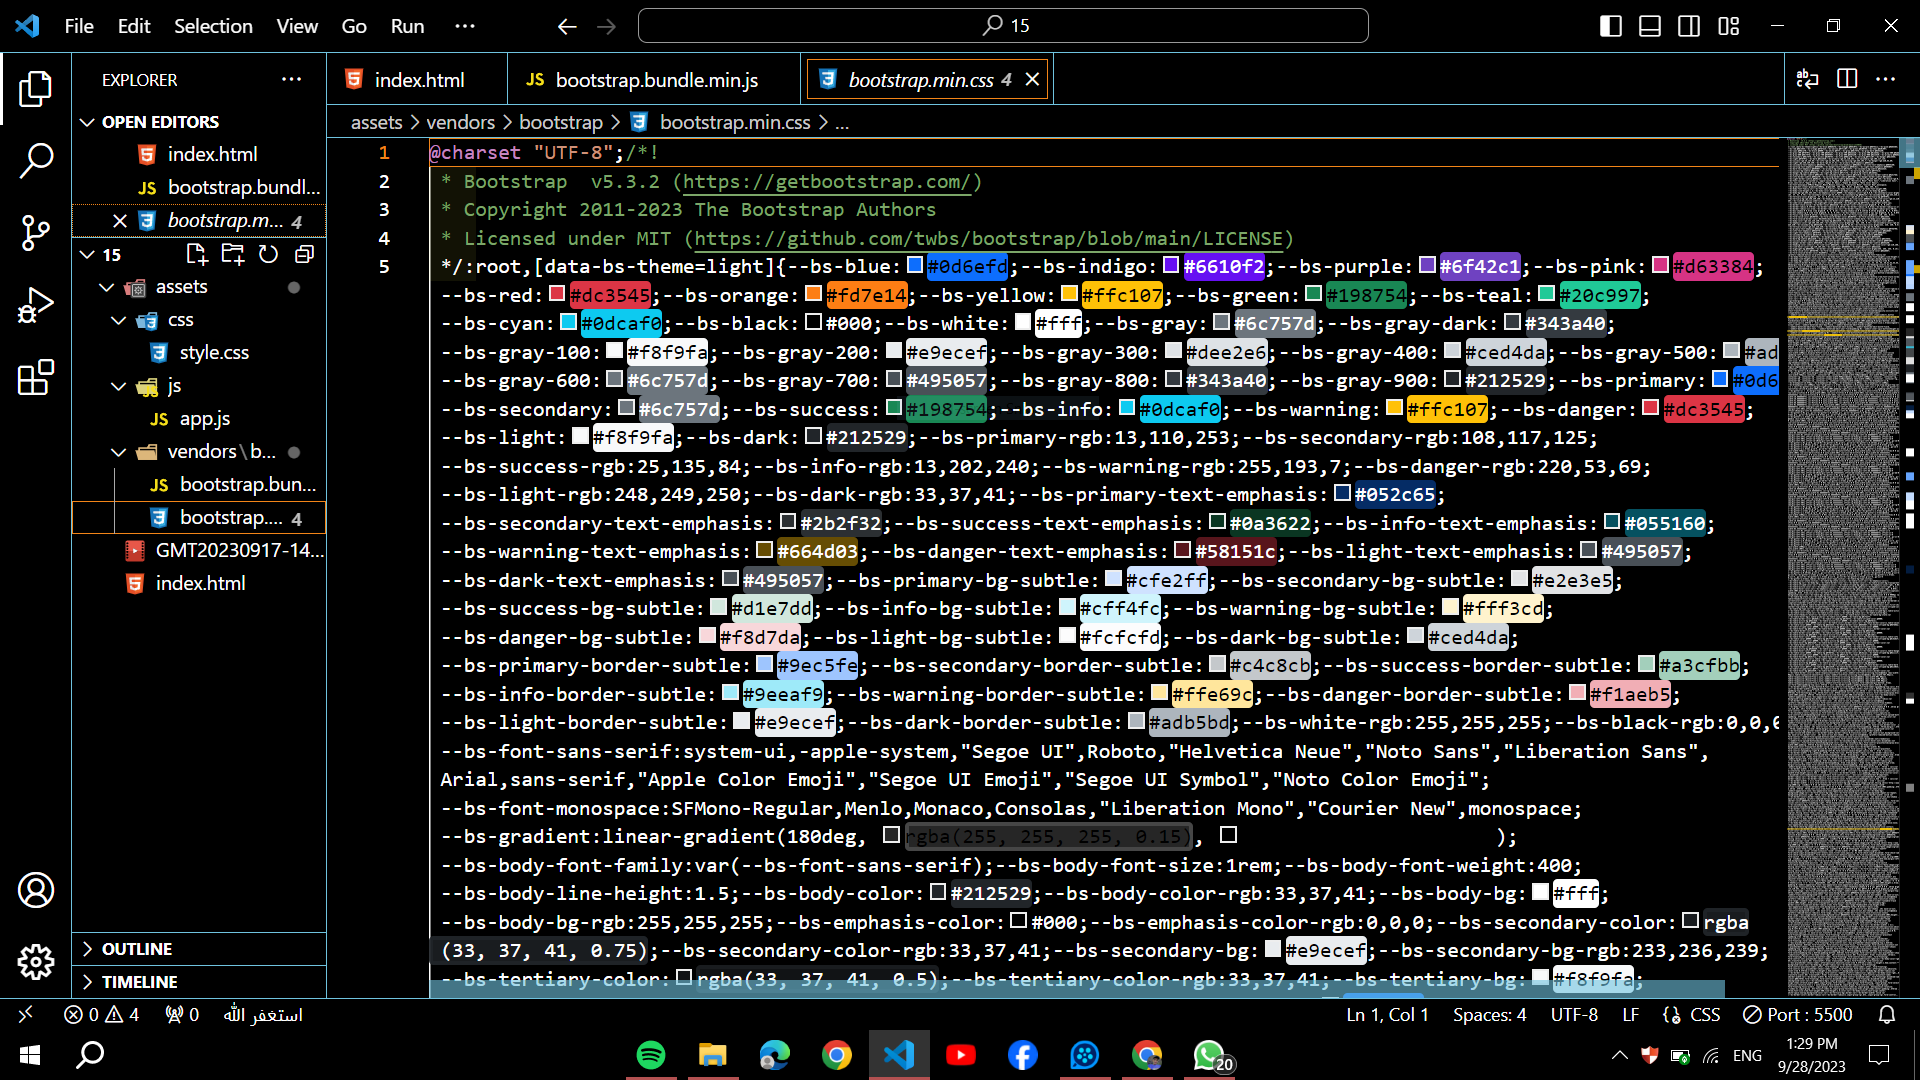 File Edit Selection View Go Run ··· 15
EXPLORER ···
OPEN EDITORS
index.html
JS bootstrap.bundl...
bootstrap.m... 4
15
assets
css
style.css
js
JS app.js
vendors\b...
JS bootstrap.bun...
bootstrap.... 4
GMT20230917-14...
index.html
OUTLINE
TIMELINE
index.html JS bootstrap.bundle.min.js bootstrap.min.css 4
assets > vendors > bootstrap > bootstrap.min.css > ...
1 @charset "UTF-8";/*!
2 * Bootstrap  v5.3.2 (https://getbootstrap.com/)
3 * Copyright 2011-2023 The Bootstrap Authors
4 * Licensed under MIT (https://github.com/twbs/bootstrap/blob/main/LICENSE)
5 */:root,[data-bs-theme=light]{--bs-blue:#0d6efd;--bs-indigo:#6610f2;--bs-purple:#6f42c1;--bs-pink:#d63384;
--bs-red:#dc3545;--bs-orange:#fd7e14;--bs-yellow:#ffc107;--bs-green:#198754;--bs-teal:#20c997;
--bs-cyan:#0dcaf0;--bs-black:#000;--bs-white:#fff;--bs-gray:#6c757d;--bs-gray-dark:#343a40;
--bs-gray-100:#f8f9fa;--bs-gray-200:#e9ecef;--bs-gray-300:#dee2e6;--bs-gray-400:#ced4da;--bs-gray-500:#ad
--bs-gray-600:#6c757d;--bs-gray-700:#495057;--bs-gray-800:#343a40;--bs-gray-900:#212529;--bs-primary:#0d6
--bs-secondary:#6c757d;--bs-success:#198754;--bs-info:#0dcaf0;--bs-warning:#ffc107;--bs-danger:#dc3545;
--bs-light:#f8f9fa;--bs-dark:#212529;--bs-primary-rgb:13,110,253;--bs-secondary-rgb:108,117,125;
--bs-success-rgb:25,135,84;--bs-info-rgb:13,202,240;--bs-warning-rgb:255,193,7;--bs-danger-rgb:220,53,69;
--bs-light-rgb:248,249,250;--bs-dark-rgb:33,37,41;--bs-primary-text-emphasis:#052c65;
--bs-secondary-text-emphasis:#2b2f32;--bs-success-text-emphasis:#0a3622;--bs-info-text-emphasis:#055160;
--bs-warning-text-emphasis:#664d03;--bs-danger-text-emphasis:#58151c;--bs-light-text-emphasis:#495057;
--bs-dark-text-emphasis:#495057;--bs-primary-bg-subtle:#cfe2ff;--bs-secondary-bg-subtle:#e2e3e5;
--bs-success-bg-subtle:#d1e7dd;--bs-info-bg-subtle:#cff4fc;--bs-warning-bg-subtle:#fff3cd;
--bs-danger-bg-subtle:#f8d7da;--bs-light-bg-subtle:#fcfcfd;--bs-dark-bg-subtle:#ced4da;
--bs-primary-border-subtle:#9ec5fe;--bs-secondary-border-subtle:#c4c8cb;--bs-success-border-subtle:#a3cfbb;
--bs-info-border-subtle:#9eeaf9;--bs-warning-border-subtle:#ffe69c;--bs-danger-border-subtle:#f1aeb5;
--bs-light-border-subtle:#e9ecef;--bs-dark-border-subtle:#adb5bd;--bs-white-rgb:255,255,255;--bs-black-rgb:0,0,0
--bs-font-sans-serif:system-ui,-apple-system,"Segoe UI",Roboto,"Helvetica Neue","Noto Sans","Liberation Sans",
Arial,sans-serif,"Apple Color Emoji","Segoe UI Emoji","Segoe UI Symbol","Noto Color Emoji";
--bs-font-monospace:SFMono-Regular,Menlo,Monaco,Consolas,"Liberation Mono","Courier New",monospace;
--bs-gradient:linear-gradient(180deg, rgba(255, 255, 255, 0.15), );
--bs-body-font-family:var(--bs-font-sans-serif);--bs-body-font-size:1rem;--bs-body-font-weight:400;
--bs-body-line-height:1.5;--bs-body-color:#212529;--bs-body-color-rgb:33,37,41;--bs-body-bg:#fff;
--bs-body-bg-rgb:255,255,255;--bs-emphasis-color:#000;--bs-emphasis-color-rgb:0,0,0;--bs-secondary-color:rgba
(33, 37, 41, 0.75);--bs-secondary-color-rgb:33,37,41;--bs-secondary-bg:#e9ecef;--bs-secondary-bg-rgb:233,236,239;
--bs-tertiary-color:rgba(33, 37, 41, 0.5);--bs-tertiary-color-rgb:33,37,41;--bs-tertiary-bg:#f8f9fa;
0 4 0 استغفر الله Ln 1, Col 1 Spaces: 4 UTF-8 LF CSS Port : 5500
20 ENG 1:29 PM
9/28/2023